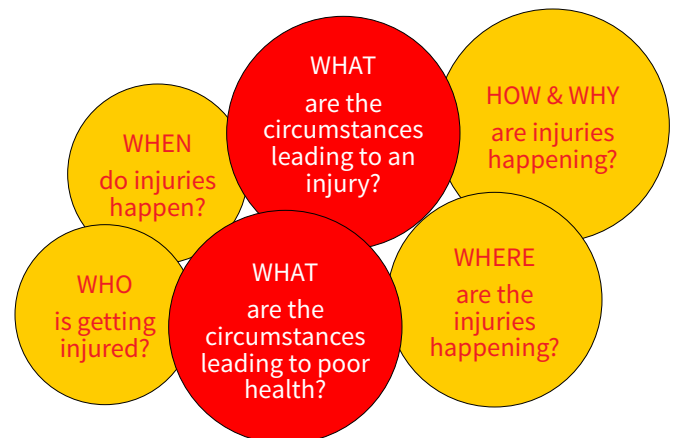 WHAT
are the
circumstances
leading to an
injury?
HOW & WHY
are injuries
happening?
WHEN
do injuries
happen?
WHO
is getting
injured?
WHAT
are the
circumstances
leading to poor
health?
WHERE
are the
injuries
happening?